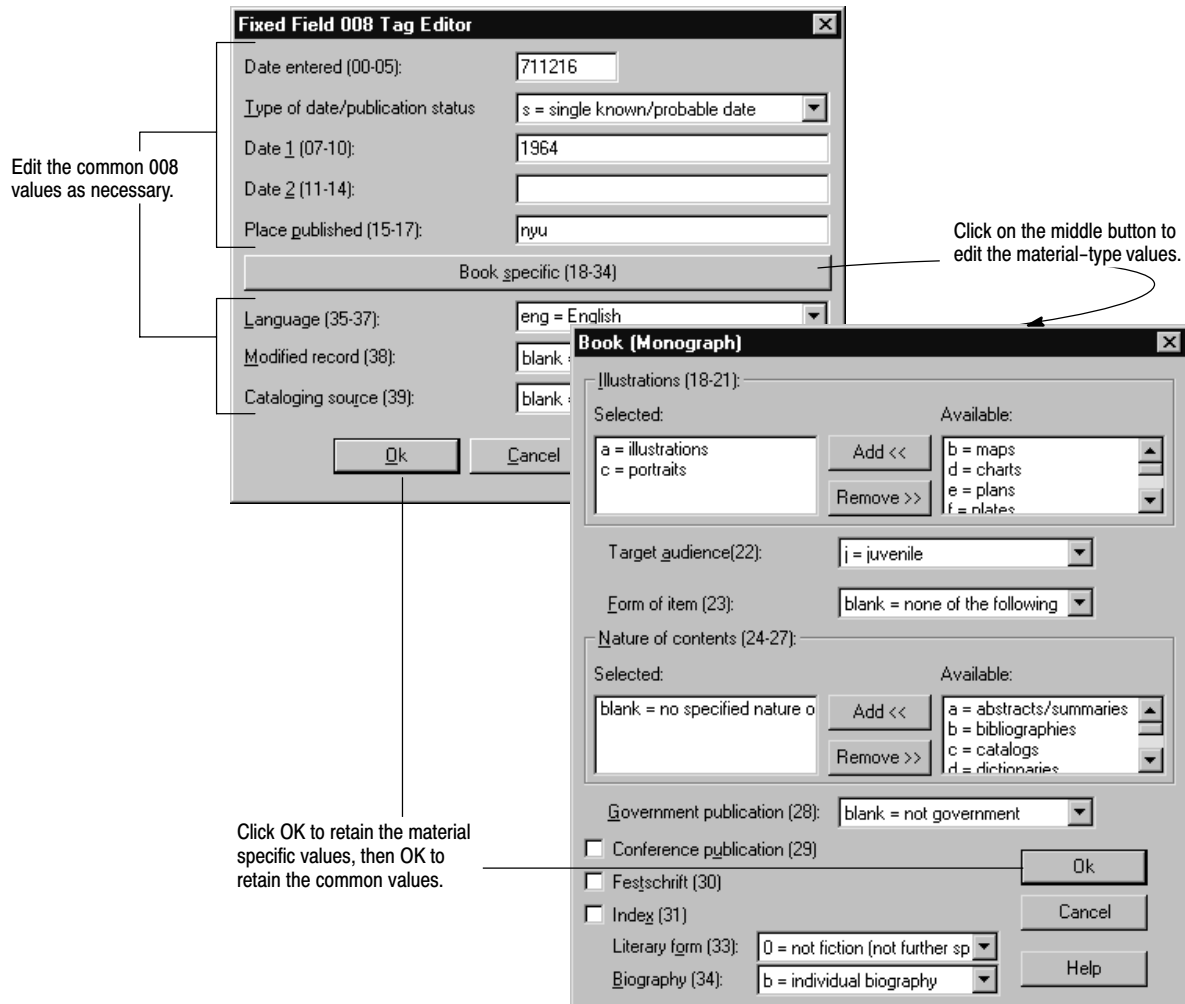 Fixed Field 008 Tag Editor
Date entered (00-05):
711216
Type of date/publication status
s = single known/probable date
Date 1 (07-10):
1964
Date 2 (11-14):
Place published (15-17):
nyu
Edit the common 008
values as necessary.
Click on the middle button to
edit the material-type values.
Book specific (18-34)
Language (35-37):
eng = English
Modified record (38):
blank =
Cataloging source (39):
blank =
Ok
Cancel
Book (Monograph)
Illustrations (18-21):
Selected:
Available:
a = illustrations
c = portraits
Add <<
Remove >>
b = maps
d = charts
e = plans
f = plates
Target audience(22):
j = juvenile
Form of item (23):
blank = none of the following
Nature of contents (24-27):
Selected:
Available:
blank = no specified nature o
Add <<
Remove >>
a = abstracts/summaries
b = bibliographies
c = catalogs
d = dictionaries
Government publication (28):
blank = not government
Conference publication (29)
Festschrift (30)
Index (31)
Literary form (33):
0 = not fiction (not further sp
Biography (34):
b = individual biography
Ok
Cancel
Help
Click OK to retain the material
specific values, then OK to
retain the common values.